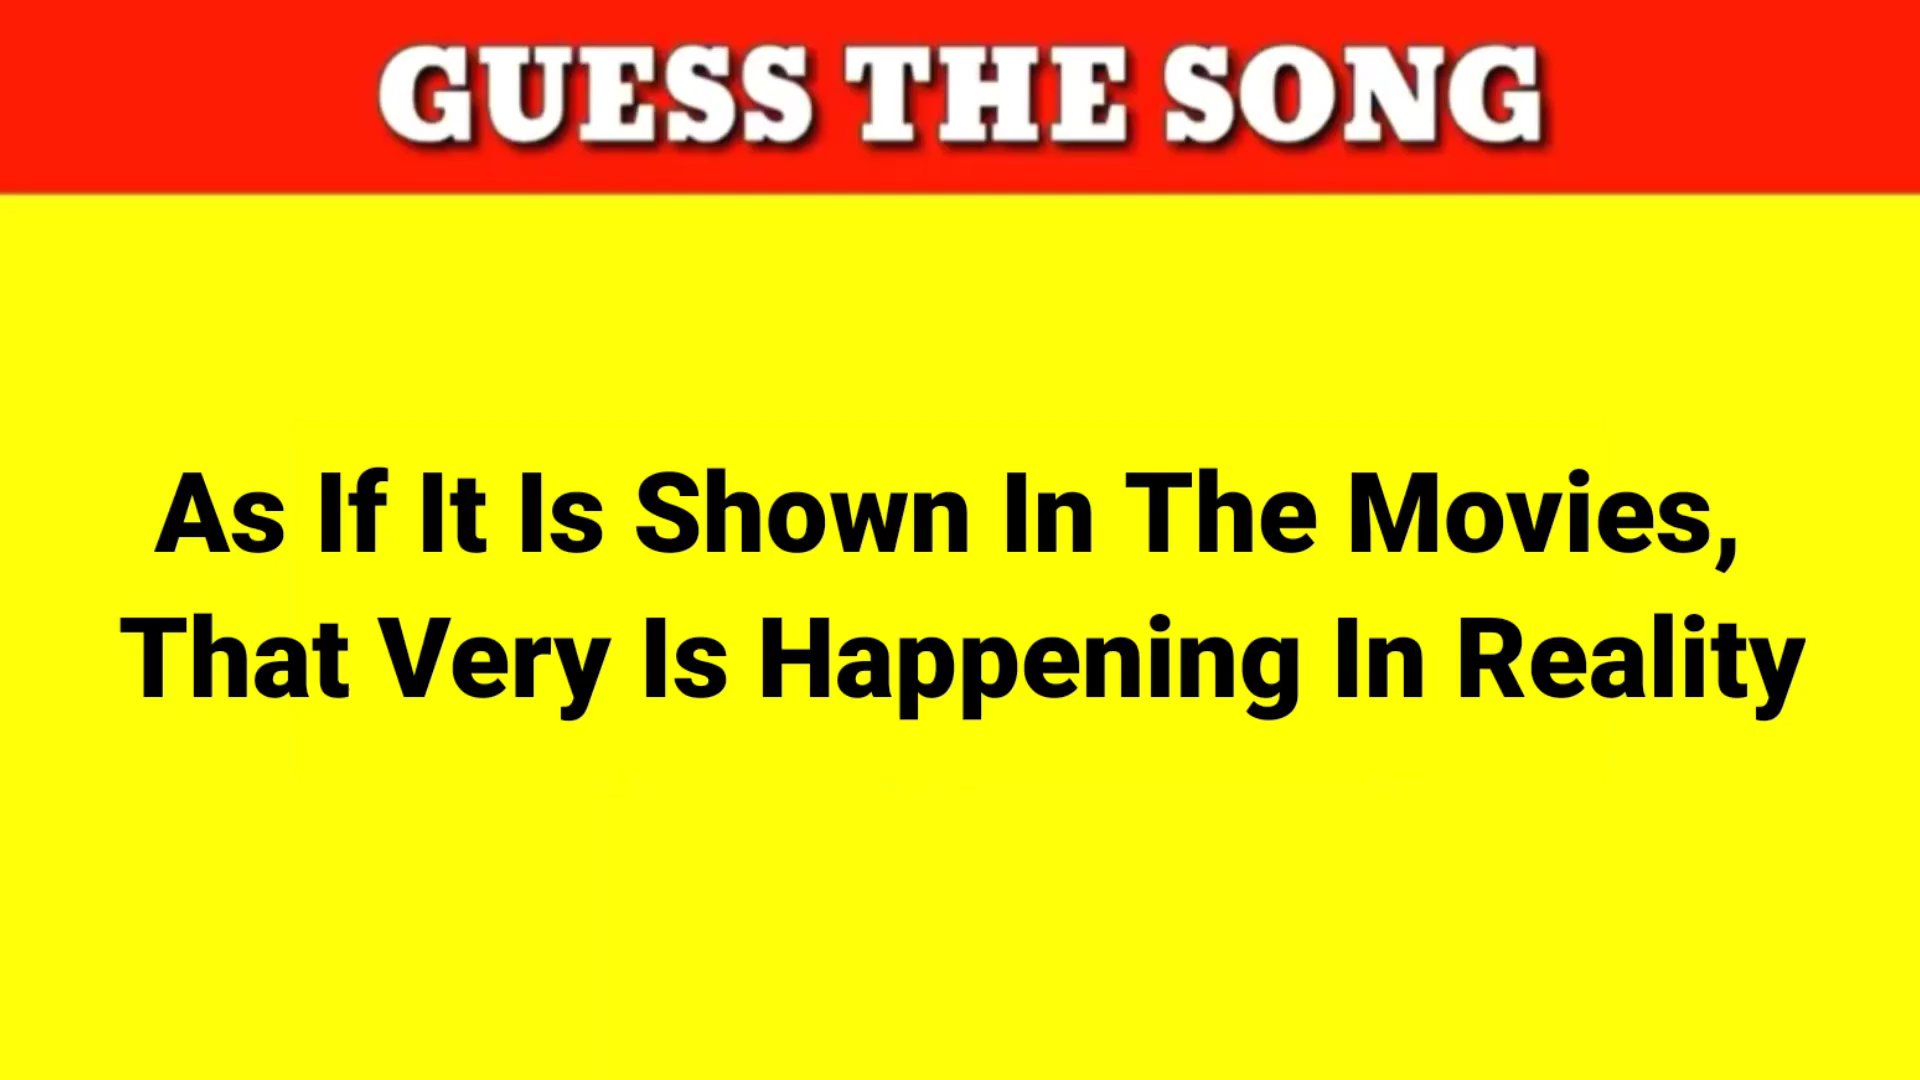 GUESS THE SONG
As If It Is Shown In The Movies,
That Very Is Happening In Reality